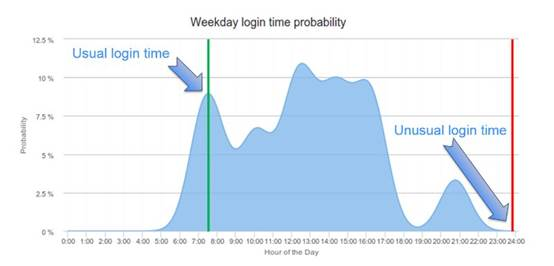 Weekday login time probability
12.5 %
Usual login time
10 %
7.5 %
Unusual login time
5 %
2.5 %
0 %
Probability
0:00 1:00 2:00 3:00 4:00 5:00 6:00 7:00 8:00 9:00 10:00 11:00 12:00 13:00 14:00 15:00 16:00 17:00 18:00 19:00 20:00 21:00 22:00 23:00 24:00
Hour of the Day